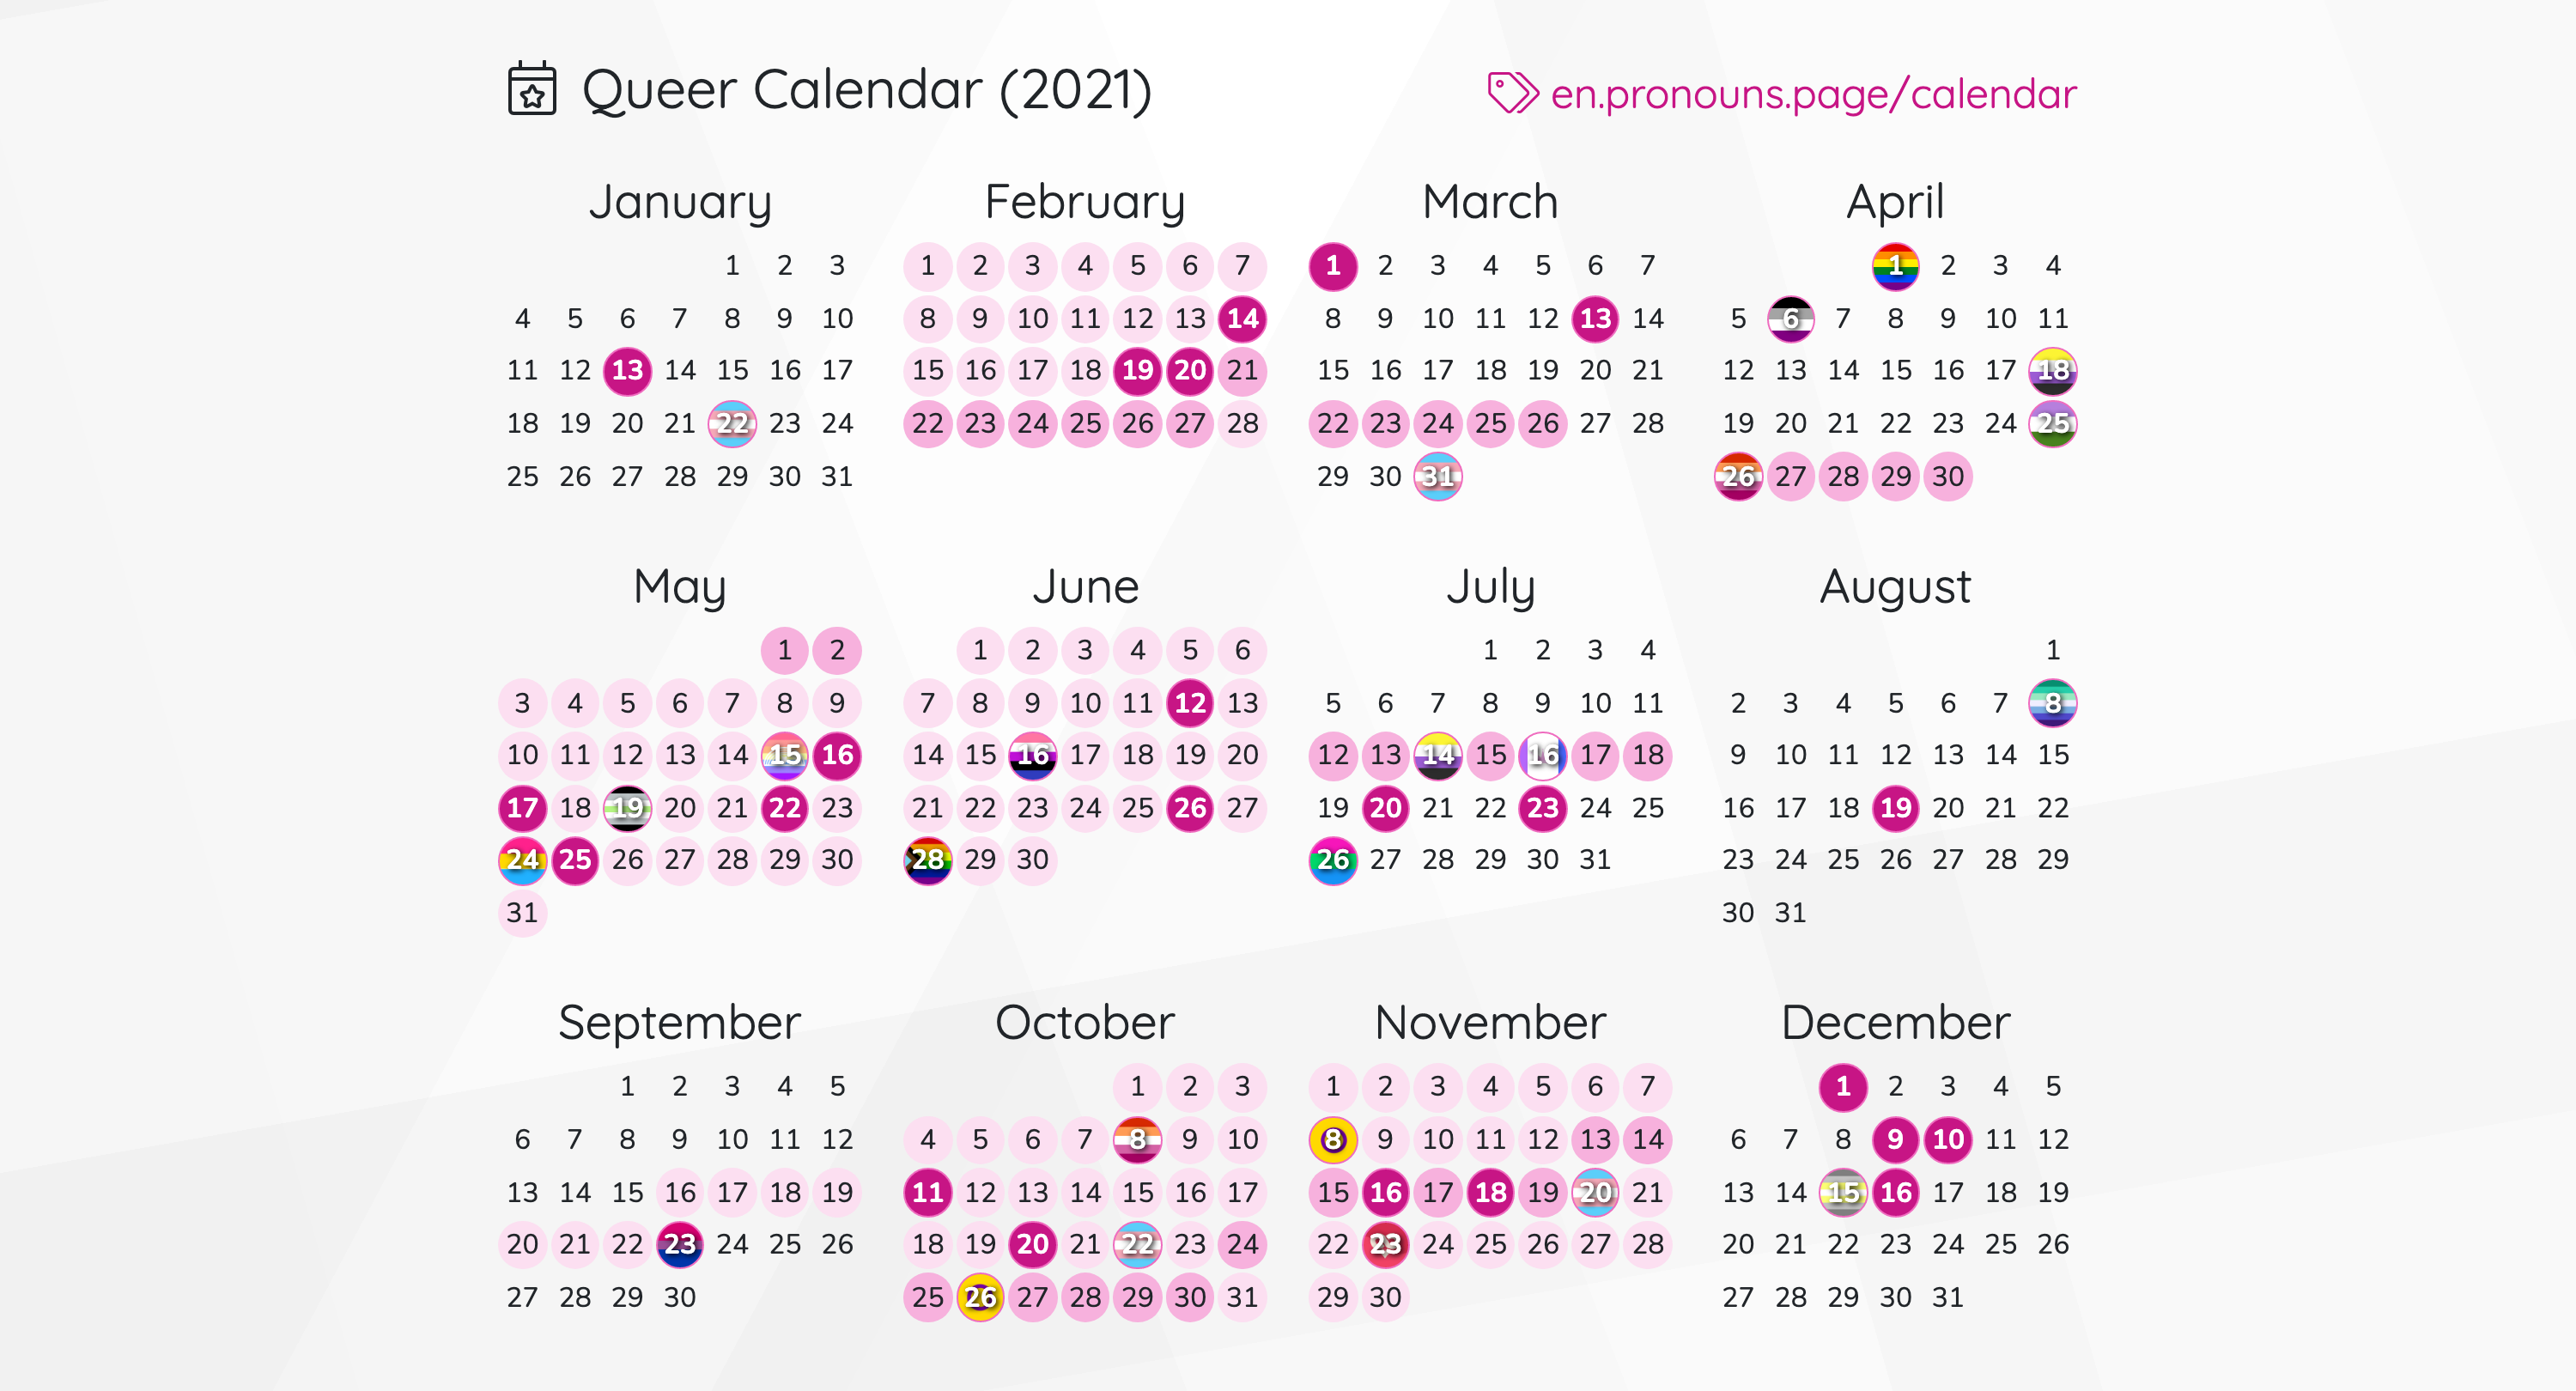 Queer Calendar (2021)
en.pronouns.page/calendar
January
1 2 3
4 5 6 7 8 9 10
11 12 13 14 15 16 17
18 19 20 21 22 23 24
25 26 27 28 29 30 31
February
1 2 3 4 5 6 7
8 9 10 11 12 13 14
15 16 17 18 19 20 21
22 23 24 25 26 27 28
March
1 2 3 4 5 6 7
8 9 10 11 12 13 14
15 16 17 18 19 20 21
22 23 24 25 26 27 28
29 30 31
April
1 2 3 4
5 6 7 8 9 10 11
12 13 14 15 16 17 18
19 20 21 22 23 24 25
26 27 28 29 30
May
1 2
3 4 5 6 7 8 9
10 11 12 13 14 15 16
17 18 19 20 21 22 23
24 25 26 27 28 29 30
31
June
1 2 3 4 5 6
7 8 9 10 11 12 13
14 15 16 17 18 19 20
21 22 23 24 25 26 27
28 29 30
July
1 2 3 4
5 6 7 8 9 10 11
12 13 14 15 16 17 18
19 20 21 22 23 24 25
26 27 28 29 30 31
August
1
2 3 4 5 6 7 8
9 10 11 12 13 14 15
16 17 18 19 20 21 22
23 24 25 26 27 28 29
30 31
September
1 2 3 4 5
6 7 8 9 10 11 12
13 14 15 16 17 18 19
20 21 22 23 24 25 26
27 28 29 30
October
1 2 3
4 5 6 7 8 9 10
11 12 13 14 15 16 17
18 19 20 21 22 23 24
25 26 27 28 29 30 31
November
1 2 3 4 5 6 7
8 9 10 11 12 13 14
15 16 17 18 19 20 21
22 23 24 25 26 27 28
29 30
December
1 2 3 4 5
6 7 8 9 10 11 12
13 14 15 16 17 18 19
20 21 22 23 24 25 26
27 28 29 30 31